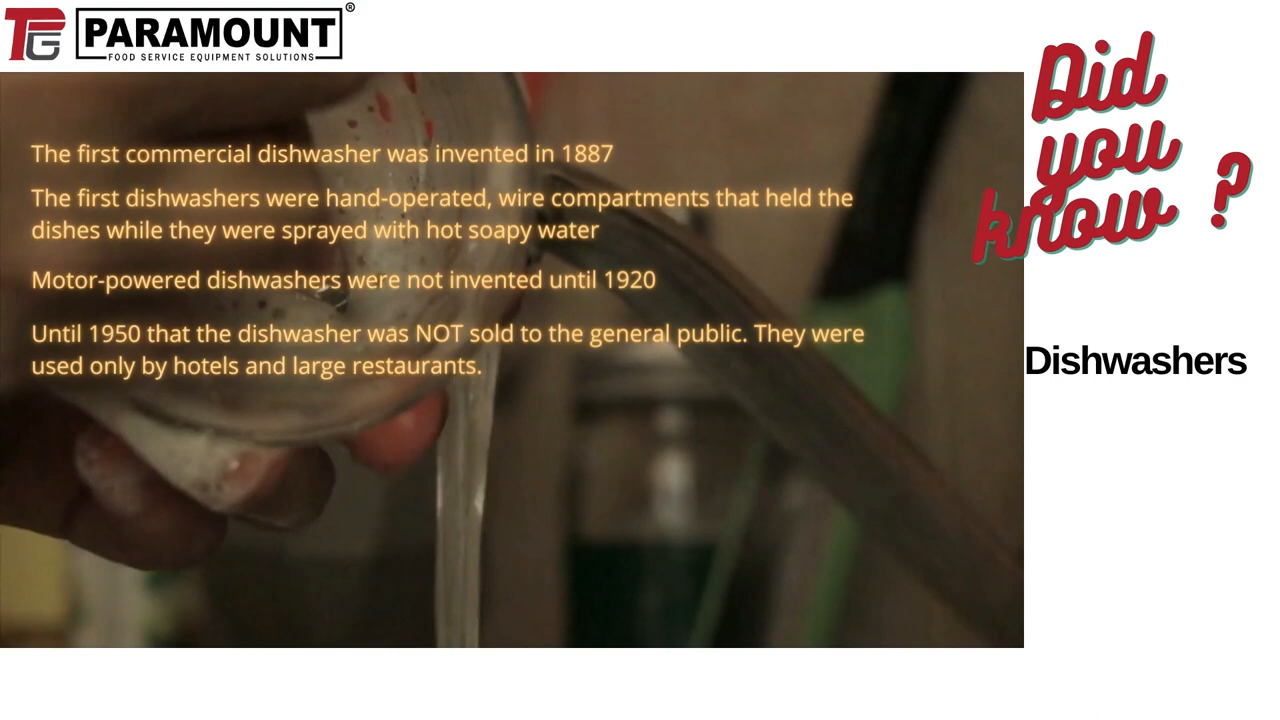 TFG PARAMOUNT®
FOOD SERVICE EQUIPMENT SOLUTIONS
Did
you
know ?
The first commercial dishwasher was invented in 1887
The first dishwashers were hand-operated, wire compartments that held the
dishes while they were sprayed with hot soapy water
Motor-powered dishwashers were not invented until 1920
Until 1950 that the dishwasher was NOT sold to the general public. They were
used only by hotels and large restaurants.
Dishwashers